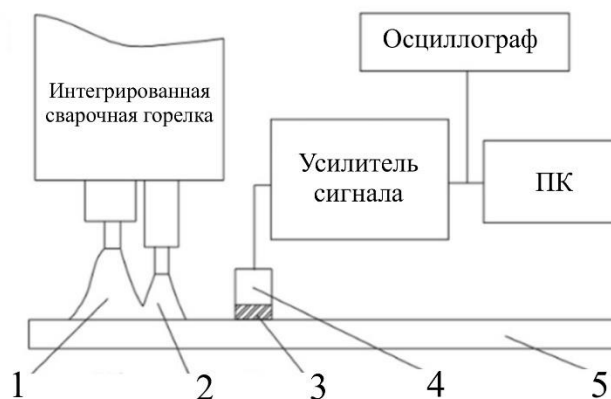 Осциллограф
Интегрированная
сварочная горелка
Усилитель
сигнала
ПК
1 2 3 4 5